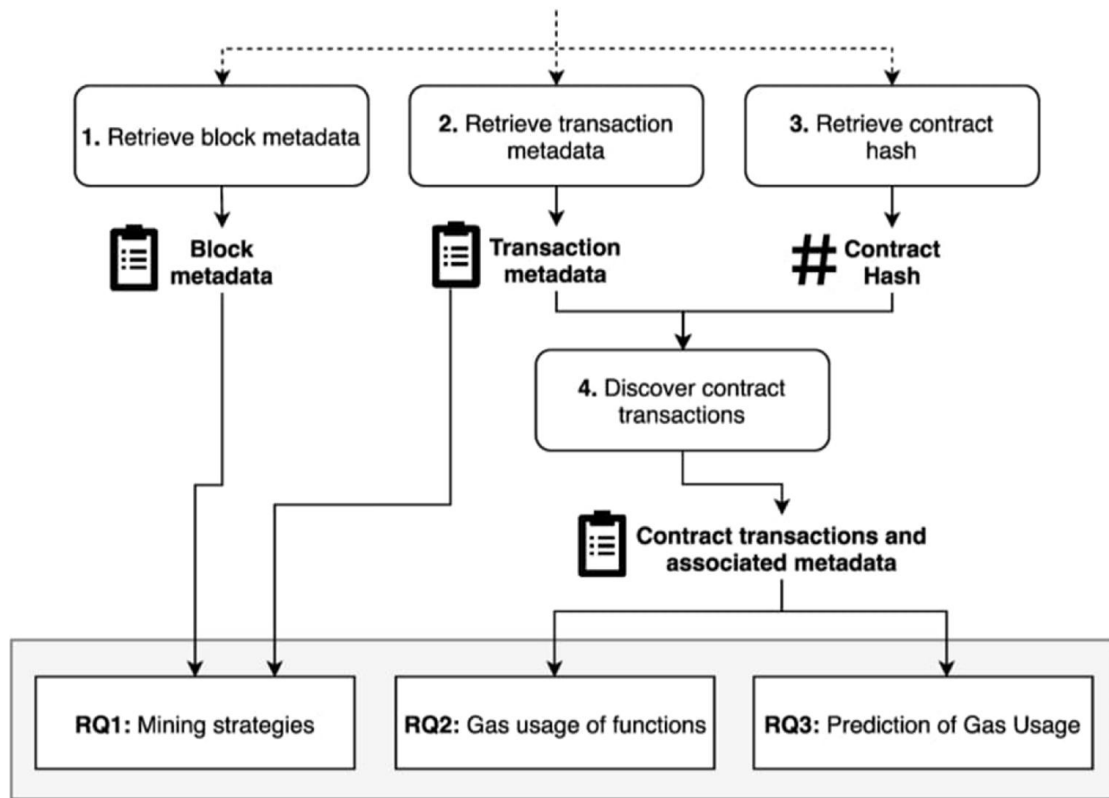 1. Retrieve block metadata
2. Retrieve transaction
metadata
3. Retrieve contract
hash
Block
metadata
Transaction
metadata
# Contract
Hash
4. Discover contract
transactions
Contract transactions and
associated metadata
RQ1: Mining strategies
RQ2: Gas usage of functions
RQ3: Prediction of Gas Usage